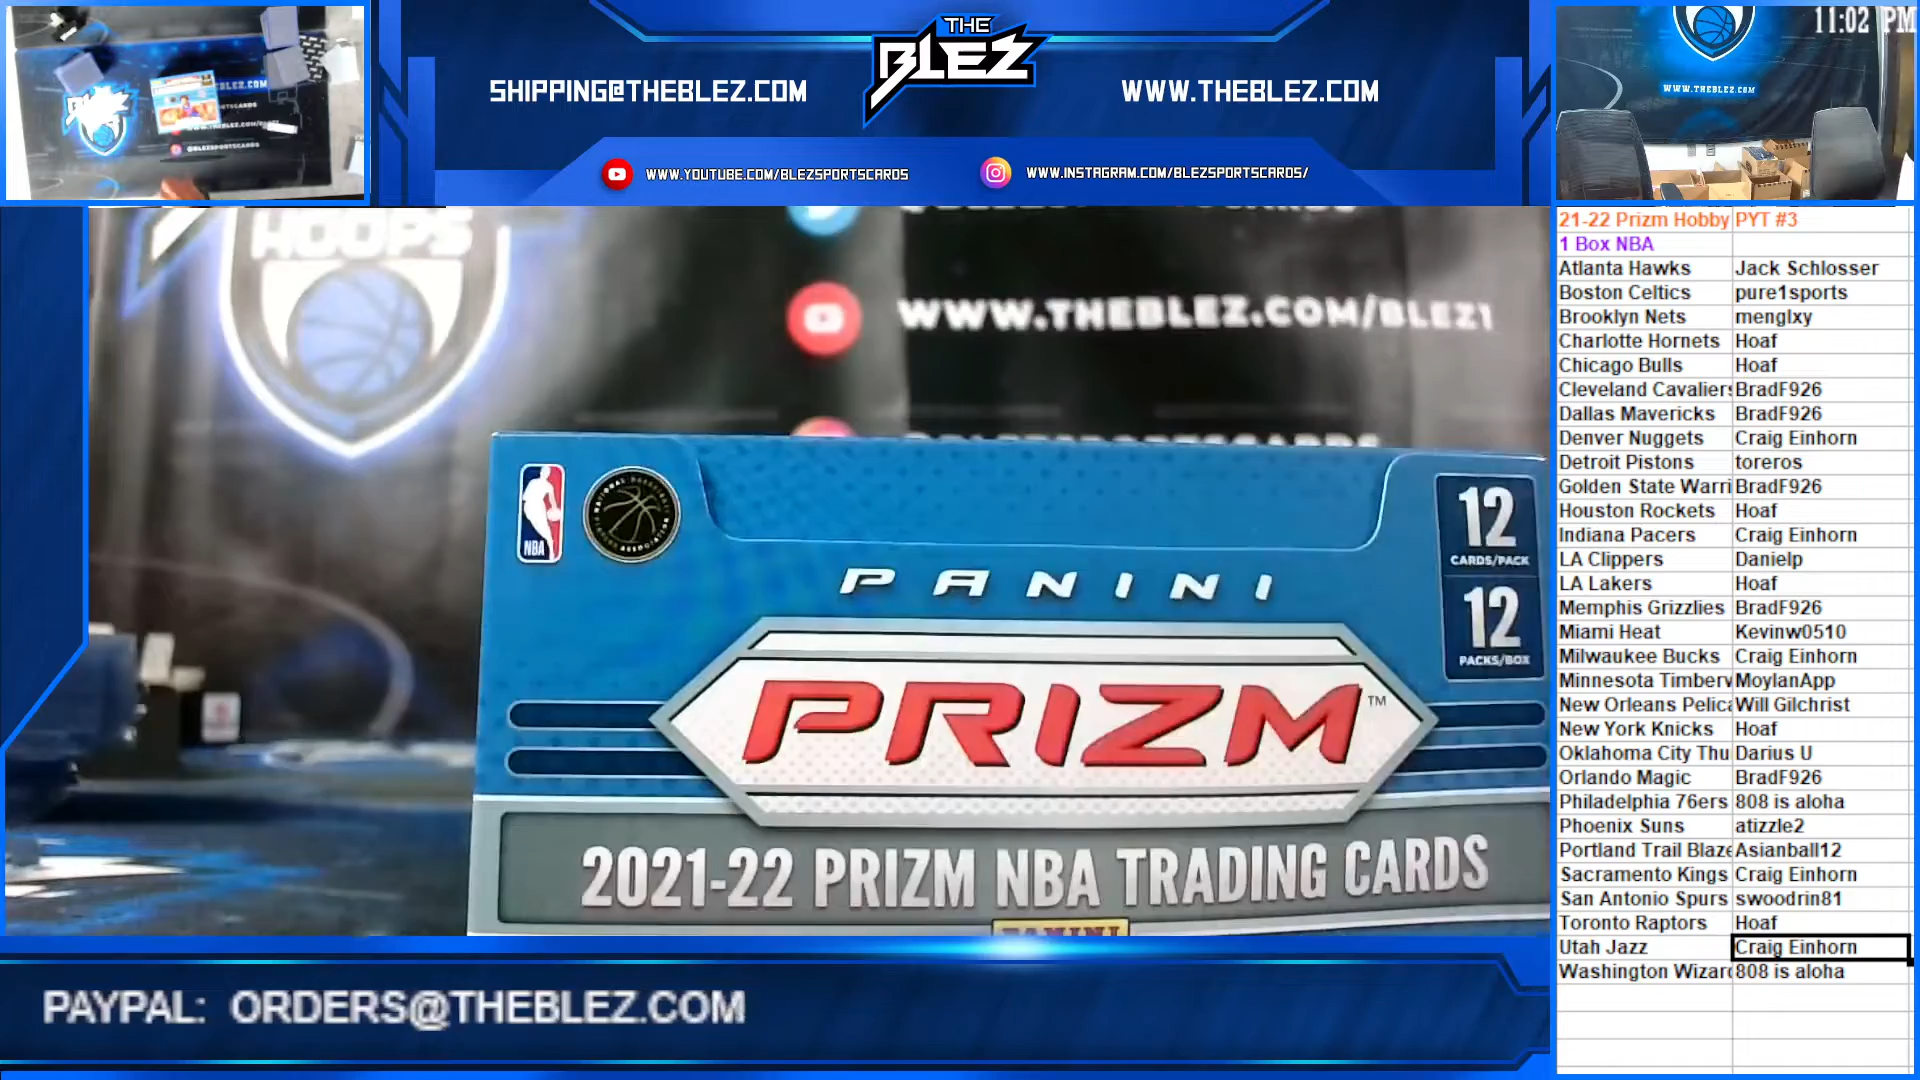 THE
BLEZ
SHIPPING@THEBLEZ.COM
WWW.THEBLEZ.COM
WWW.YOUTUBE.COM/BLEZSPORTSCARDS
WWW.INSTAGRAM.COM/BLEZSPORTSCARDS/
11:02 PM
WWW.THEBLEZ.COM
HOOPS
WWW.THEBLEZ.COM/BLEZ1
NBA
12
CARDS/PACK
12
PACKS/BOX
PANINI
PRIZM™
2021-22 PRIZM NBA TRADING CARDS
PANINI
PAYPAL: ORDERS@THEBLEZ.COM
21-22 Prizm Hobby PYT #3
1 Box NBA
Atlanta Hawks Jack Schlosser
Boston Celtics pure1sports
Brooklyn Nets menglxy
Charlotte Hornets Hoaf
Chicago Bulls Hoaf
Cleveland Cavaliers BradF926
Dallas Mavericks BradF926
Denver Nuggets Craig Einhorn
Detroit Pistons toreros
Golden State Warri BradF926
Houston Rockets Hoaf
Indiana Pacers Craig Einhorn
LA Clippers Danielp
LA Lakers Hoaf
Memphis Grizzlies BradF926
Miami Heat Kevinw0510
Milwaukee Bucks Craig Einhorn
Minnesota Timberw MoylanApp
New Orleans Pelica Will Gilchrist
New York Knicks Hoaf
Oklahoma City Thu Darius U
Orlando Magic BradF926
Philadelphia 76ers 808 is aloha
Phoenix Suns atizzle2
Portland Trail Blaze Asianball12
Sacramento Kings Craig Einhorn
San Antonio Spurs swoodrin81
Toronto Raptors Hoaf
Utah Jazz Craig Einhorn
Washington Wizard 808 is aloha